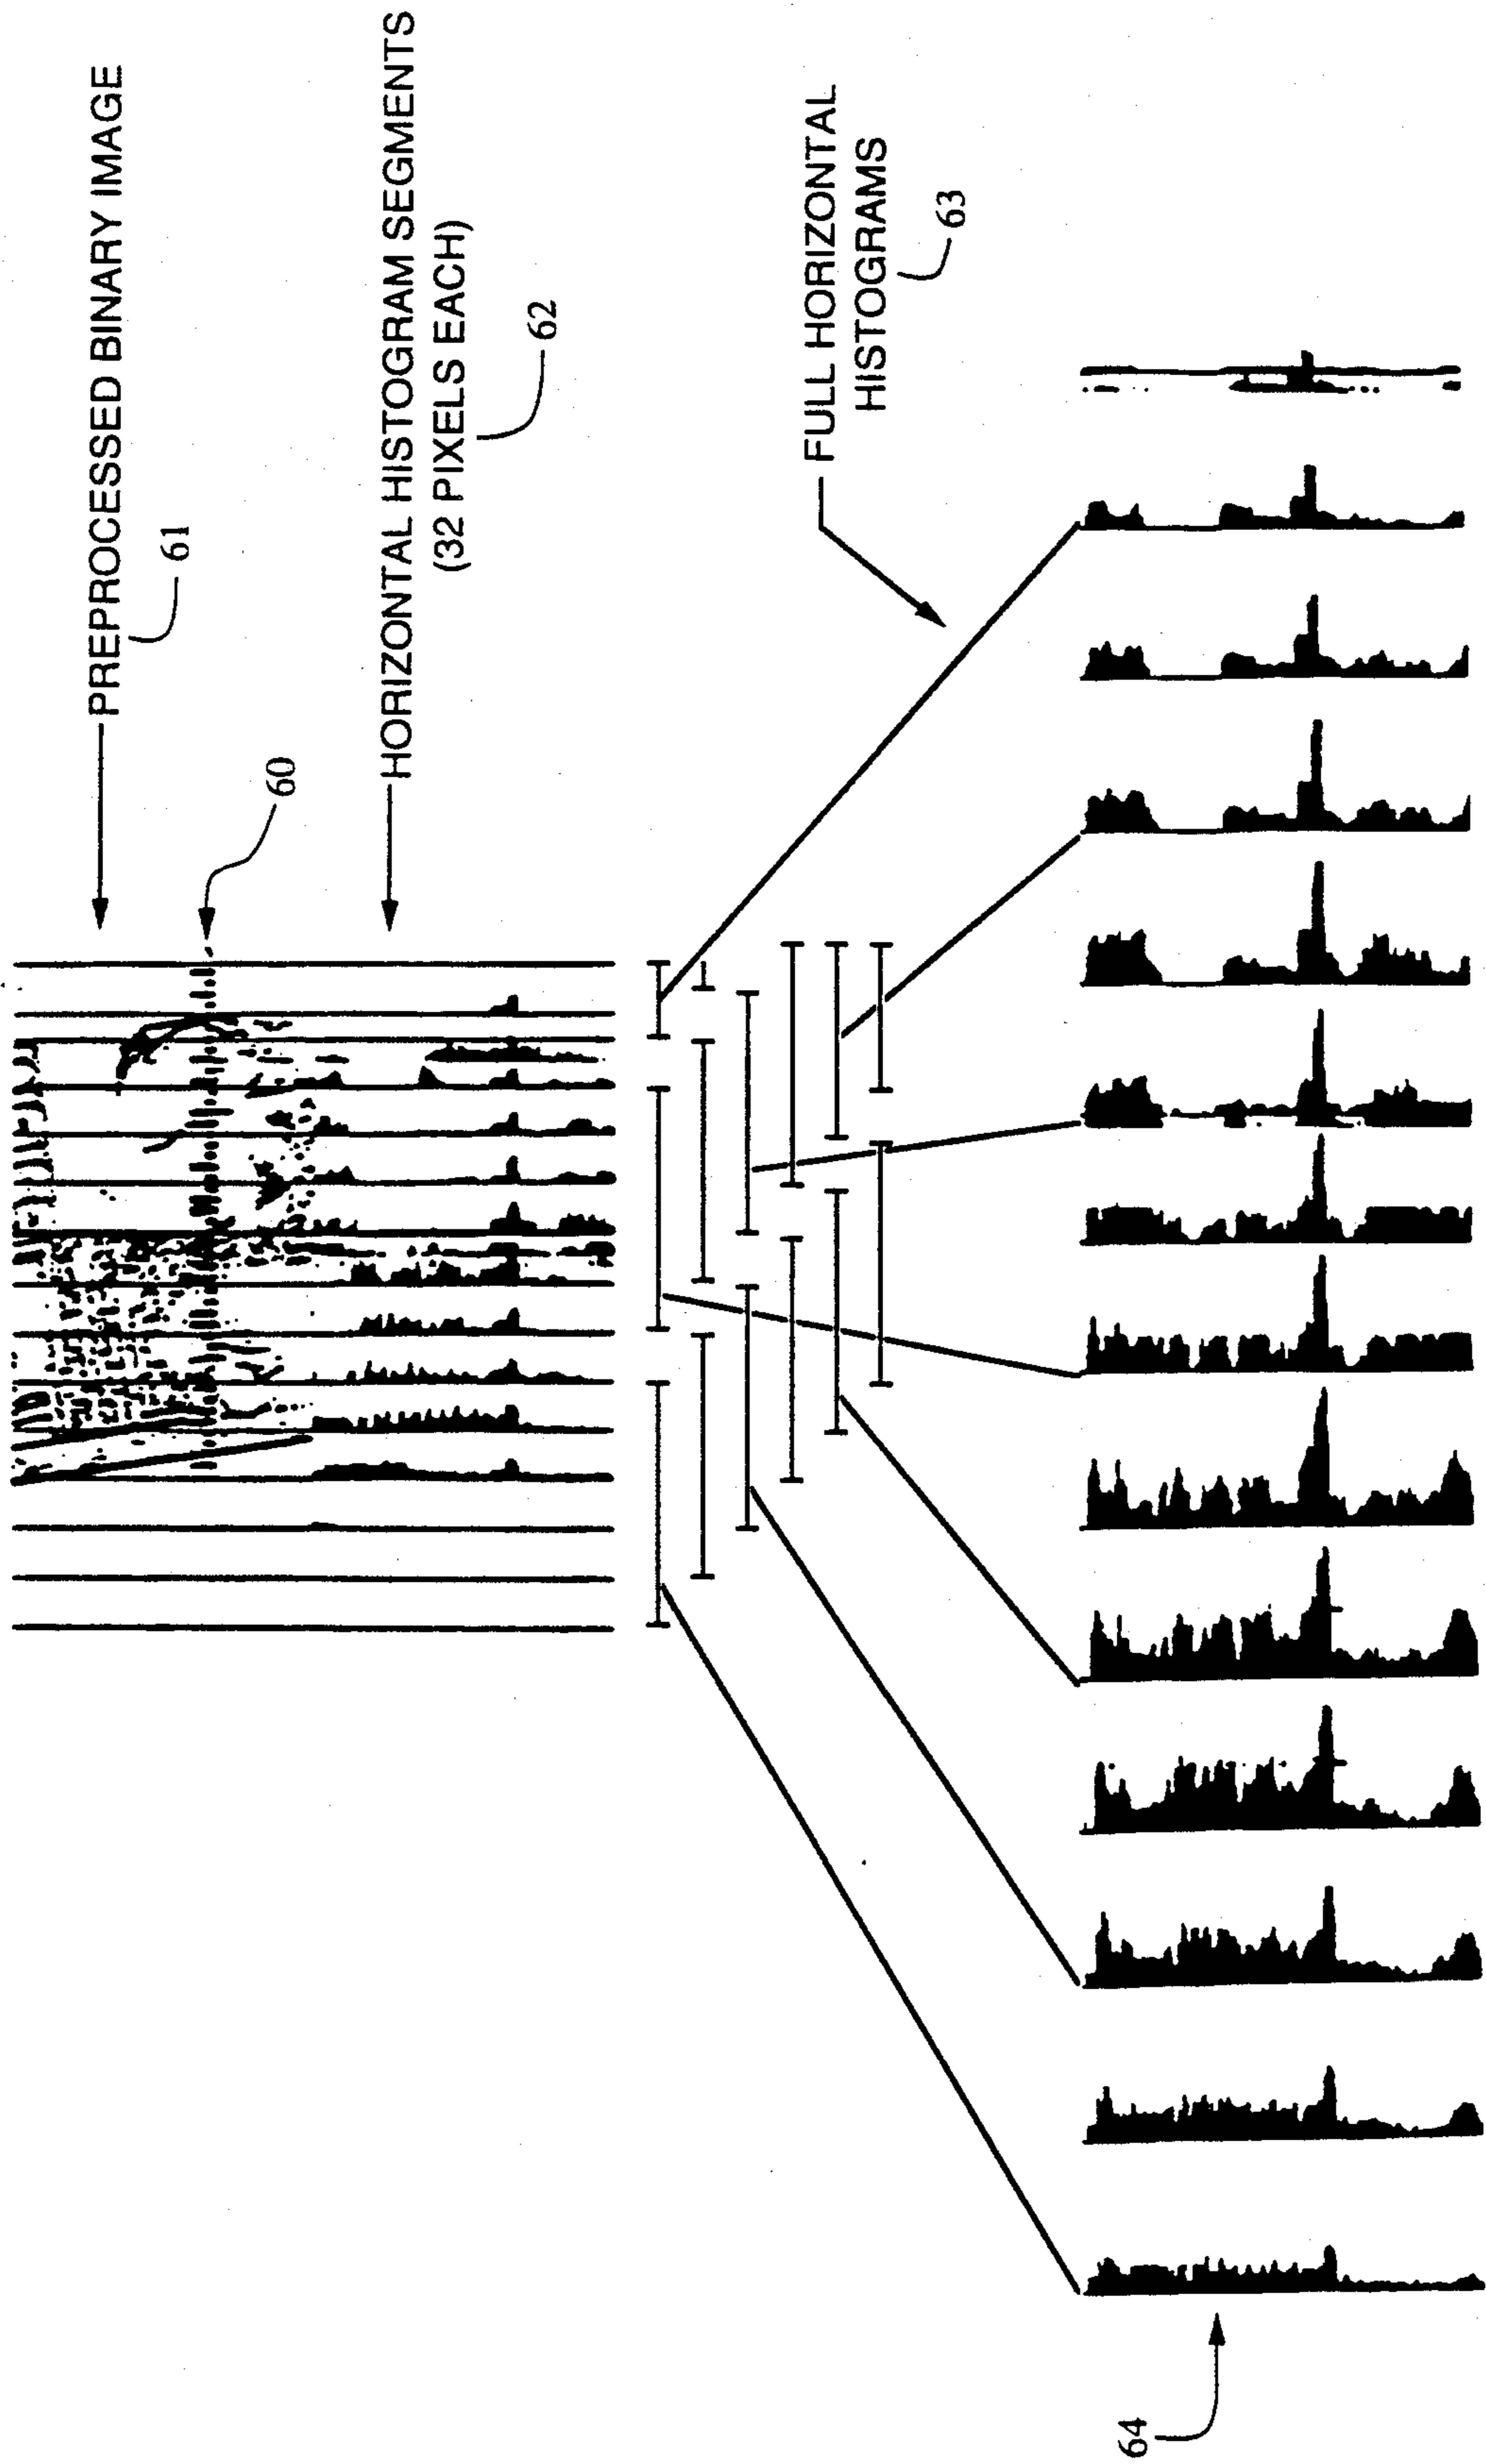 PREPROCESSED BINARY IMAGE
61
60
HORIZONTAL HISTOGRAM SEGMENTS
(32 PIXELS EACH)
62
FULL HORIZONTAL
HISTOGRAMS
63
64